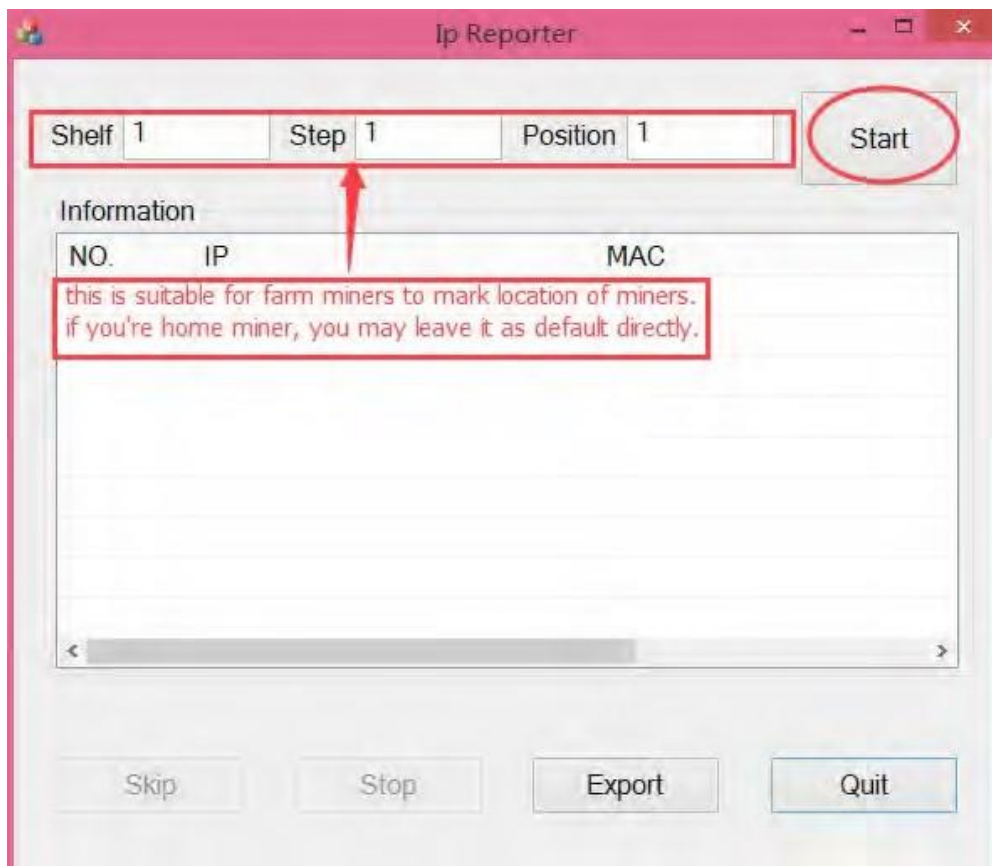 Ip Reporter
Shelf 1 Step 1 Position 1 Start
Information
NO. IP MAC
this is suitable for farm miners to mark location of miners.
if you're home miner, you may leave it as default directly.
Skip Stop Export Quit